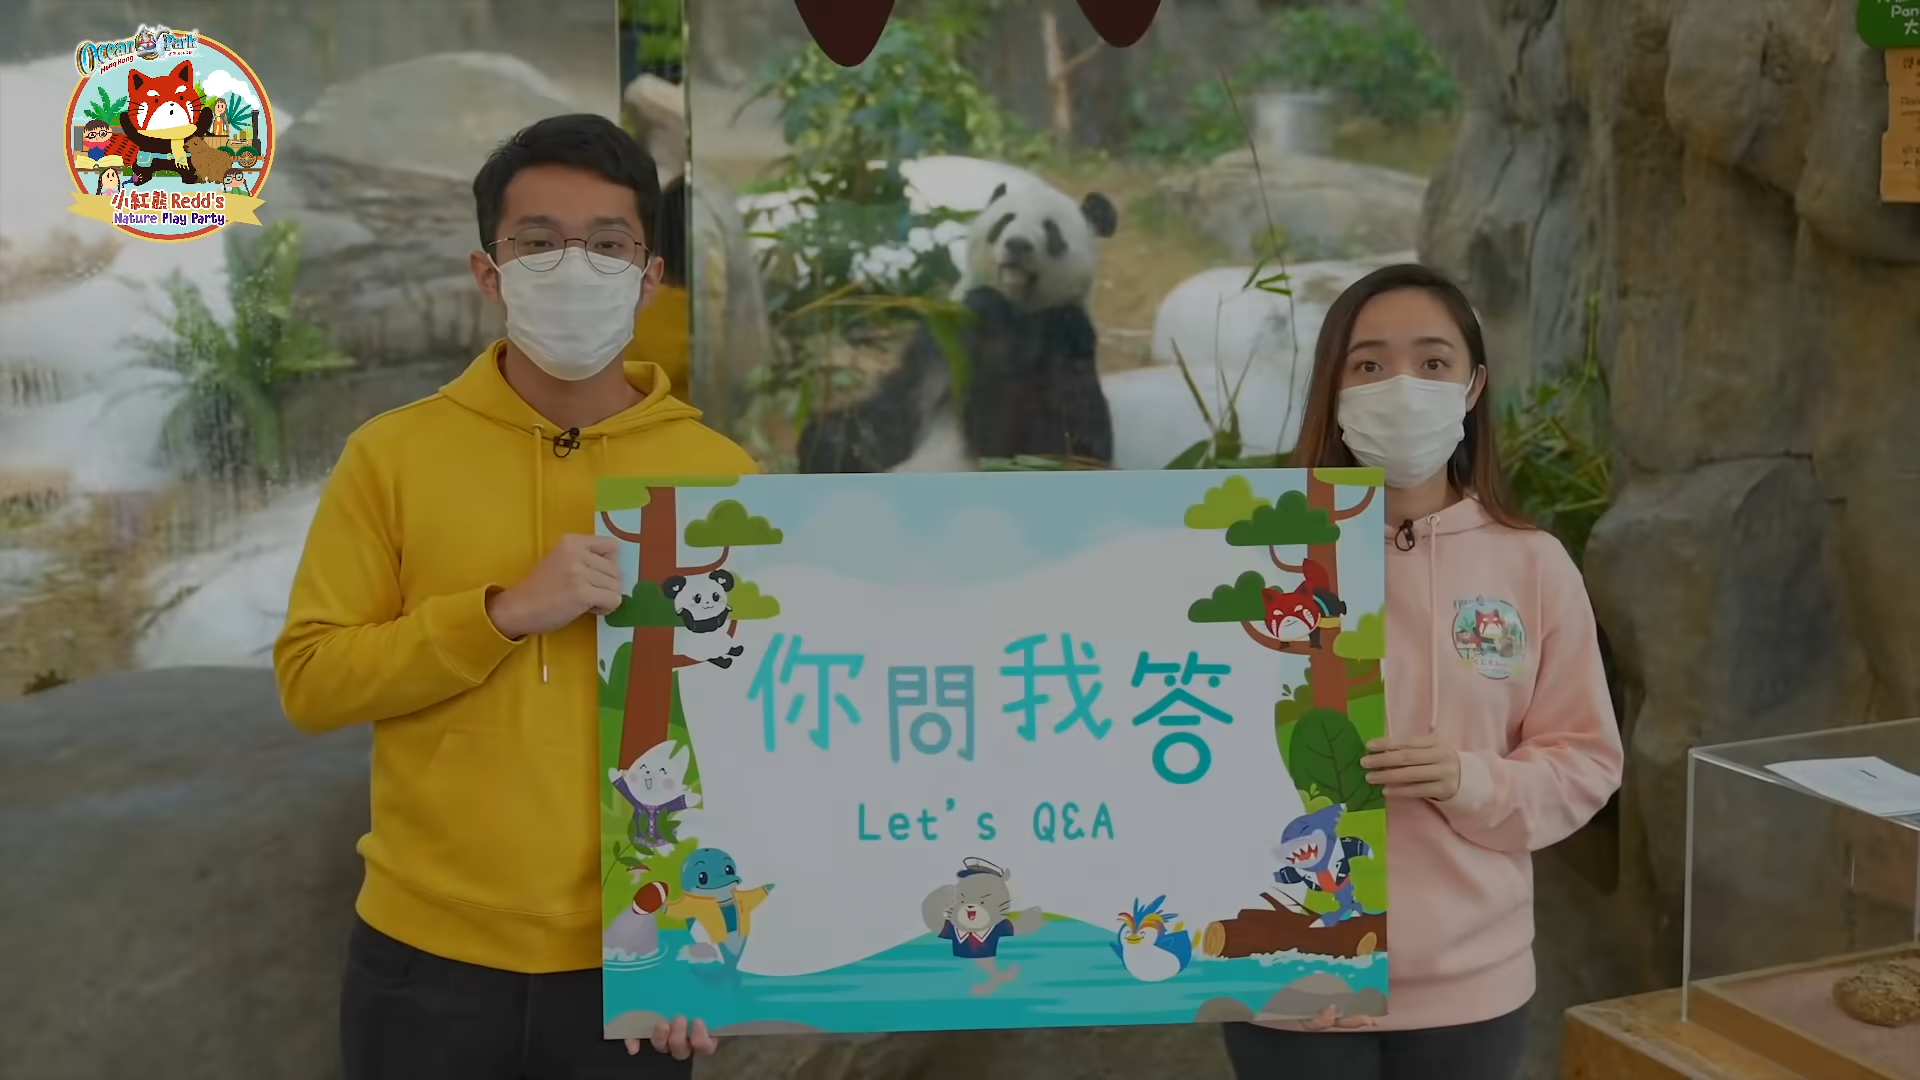 Ocean Park
Hong Kong
小紅熊 Redd's
Nature Play Party
你問我答
Let's Q&A